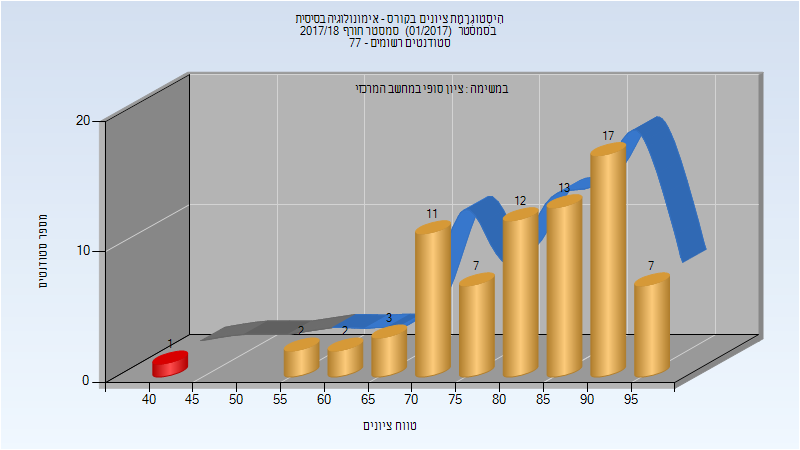 היסטוגרמת ציונים בקורס - אימונולוגיה בסיסית
בסמסטר (01/2017) סמסטר חורף 2017/18
סטודנטים רשומים - 77
במשימה : ציון סופי במחשב המרכזי
מספר סטודנטים
20
10
0
1
2
2
3
11
7
12
13
17
7
40 45 50 55 60 65 70 75 80 85 90 95
טווח ציונים